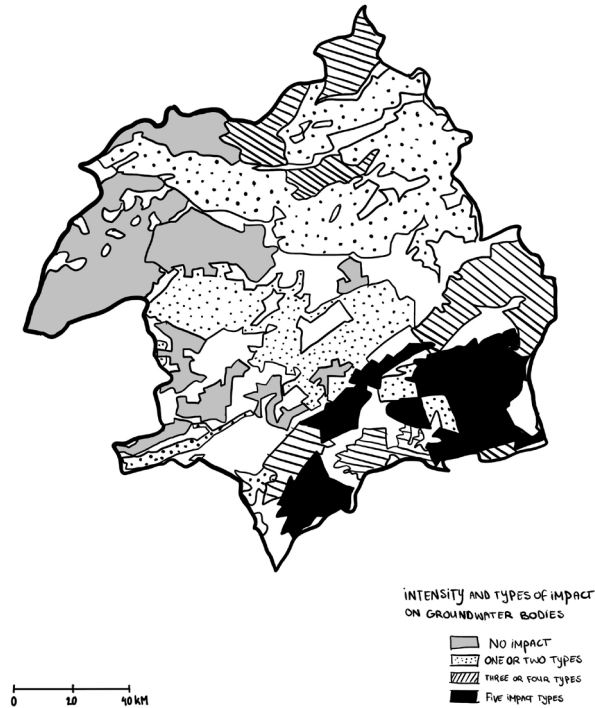 INTENSITY AND TYPES OF IMPACT
ON GROUNDWATER BODIES
NO IMPACT
ONE OR TWO TYPES
THREE OR FOUR TYPES
FIVE IMPACT TYPES
0 20 40 KM